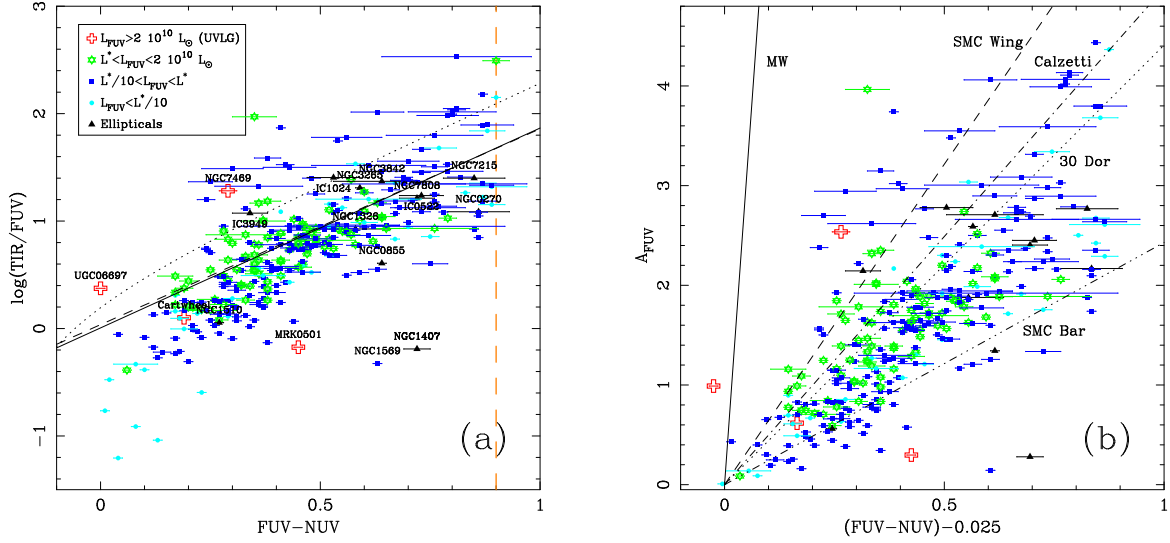 L_FUV>2 10^10 L_⊙ (UVLG)
L^*<L_FUV<2 10^10 L_⊙
L^*/10<L_FUV<L^*
L_FUV<L^*/10
Ellipticals
NGC7469
NGC3842
NGC3265
IC1024
NGC7215
NGC7808
NGC0270
IC0522
IC3949
NGC1326
NGC0855
UGC06697
Cartwheel
MRK0501
NGC1569
NGC1407
(a)
2
1
0
−1
log(TIR/FUV)
0
0.5
1
FUV−NUV
MW
SMC Wing
Calzetti
30 Dor
SMC Bar
(b)
5
4
3
2
1
0
A_FUV
0
0.5
1
(FUV−NUV)−0.025